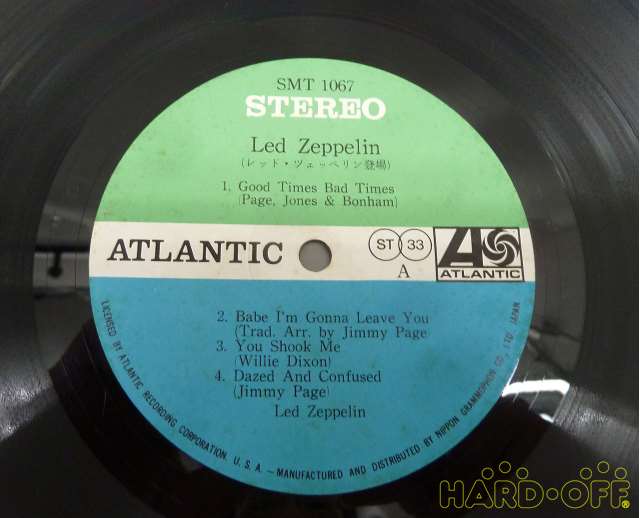 SMT 1067
STEREO
Led Zeppelin
(レッド・ツェッペリン登場)
1. Good Times Bad Times
(Page, Jones & Bonham)
ATLANTIC
ST 33
A
ATLANTIC
2. Babe I'm Gonna Leave You
(Trad. Arr. by Jimmy Page)
3. You Shook Me
(Willie Dixon)
4. Dazed And Confused
(Jimmy Page)
Led Zeppelin
LICENSED BY ATLANTIC RECORDING CORPORATION, U. S. A. — MANUFACTURED AND DISTRIBUTED BY NIPPON GRAMMOPHON CO., LTD. JAPAN
HARD·OFF®